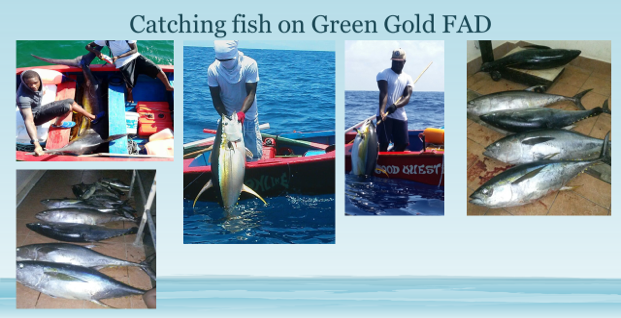 Catching fish on Green Gold FAD
GOOD QUEST